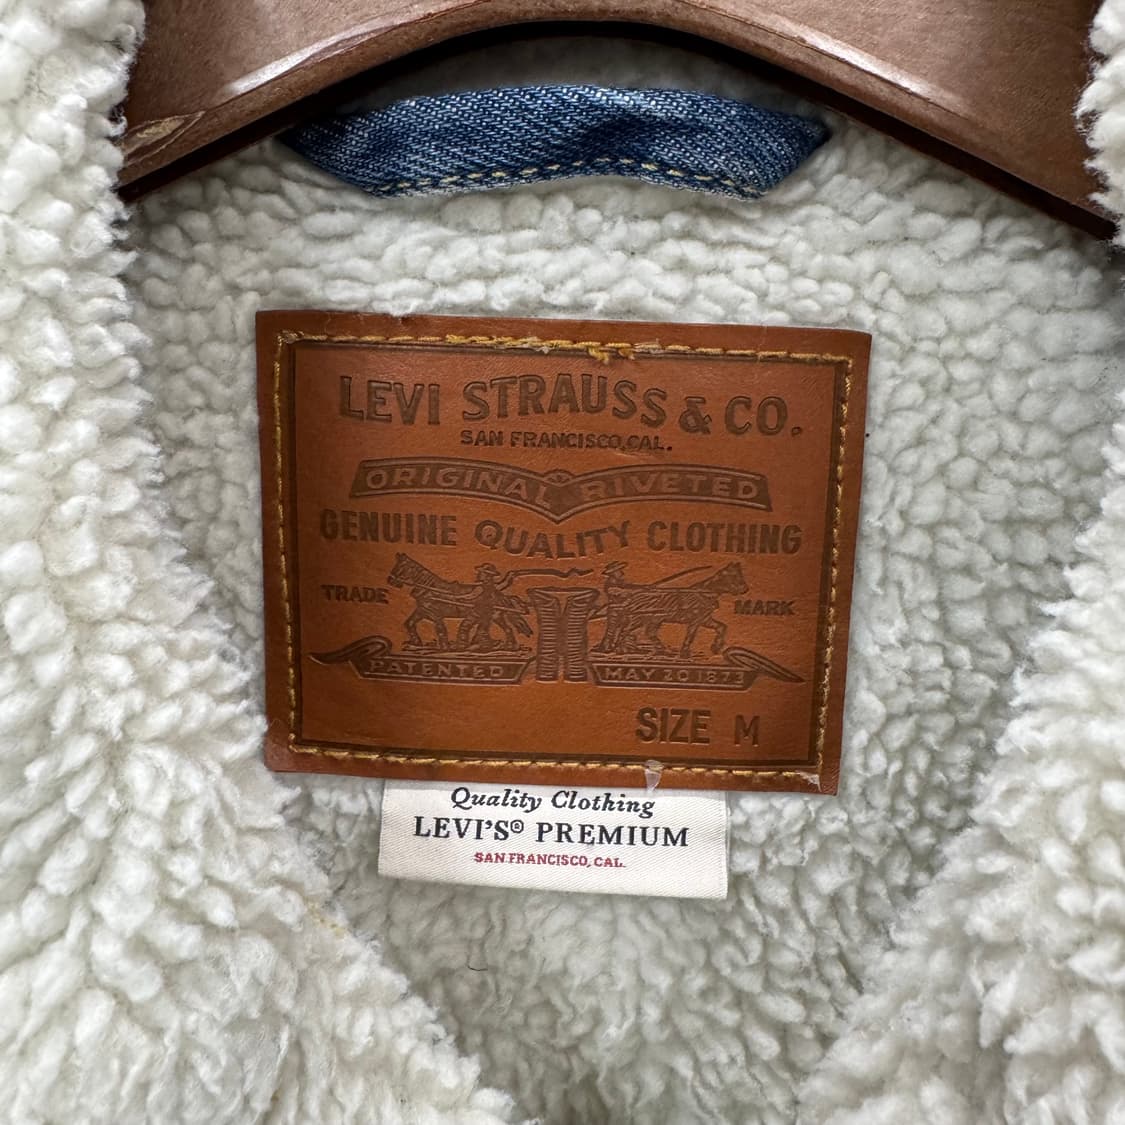 LEVI STRAUSS & CO.
SAN FRANCISCO, CAL.
ORIGINAL RIVETED
GENUINE QUALITY CLOTHING
TRADE MARK
PATENTED MAY 20 1873
SIZE M
Quality Clothing
LEVI'S® PREMIUM
SAN FRANCISCO, CAL.